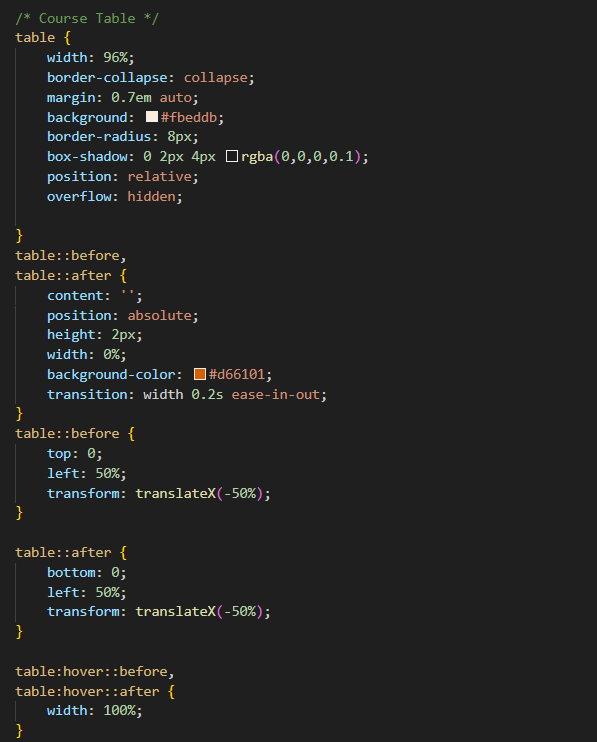 /* Course Table */
table {
    width: 96%;
    border-collapse: collapse;
    margin: 0.7em auto;
    background: #fbeddb;
    border-radius: 8px;
    box-shadow: 0 2px 4px rgba(0,0,0,0.1);
    position: relative;
    overflow: hidden;

}
table::before,
table::after {
    content: '';
    position: absolute;
    height: 2px;
    width: 0%;
    background-color: #d66101;
    transition: width 0.2s ease-in-out;
}
table::before {
    top: 0;
    left: 50%;
    transform: translateX(-50%);
}

table::after {
    bottom: 0;
    left: 50%;
    transform: translateX(-50%);
}

table:hover::before,
table:hover::after {
    width: 100%;
}